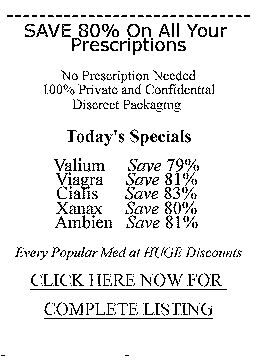 SAVE 80% On All Your
Prescriptions
No Prescription Needed
100% Private and Confidential
Discreet Packaging
Today's Specials
Valium Save 79%
Viagra Save 81%
Cialis Save 83%
Xanax Save 80%
Ambien Save 81%
Every Popular Med at HUGE Discounts
CLICK HERE NOW FOR
COMPLETE LISTING